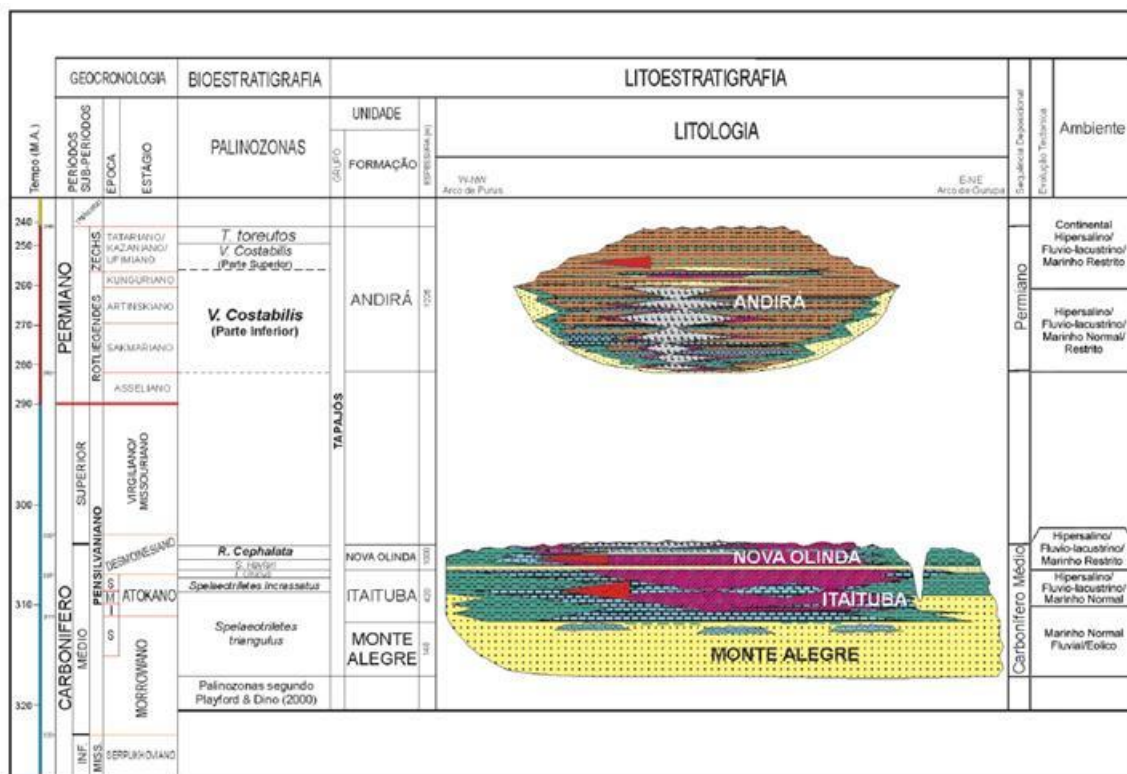 GEOCRONOLOGIA
BIOESTRATIGRAFIA
LITOESTRATIGRAFIA
Tempo (M.A.)
PERÍODOS
SUB-PERÍODOS
ÉPOCA
ESTÁGIO
PALINOZONAS
UNIDADE
GRUPO
FORMAÇÃO
ESPESSURA (m)
LITOLOGIA
W-NW
Arco de Purus
E-NE
Arco de Gurupa
Sequência Deposicional
Evolução Tectonica
Ambiente
240
250
260
270
280
290
300
310
320
PERMIANO
CARBONIFERO
SUPERIOR
MÉDIO
INF.
ZECHS
ROTLIEGENDES
PENSILVANIANO
MISS.
TATARIANO/
KAZANIANO/
UFIMIANO
KUNGURIANO
ARTINSKIANO
SAKMARIANO
ASSELIANO
VIRGILIANO/
MISSOURIANO
DESMOINESIANO
S
M
I
ATOKANO
S
MORROWANO
SERPUKHOVIANO
T. toreutos
V. Costabilis
(Parte Superior)
V. Costabilis
(Parte Inferior)
R. Cephalata
Spelaeotriletes
triangulus
Palinozonas segundo
Playford & Dino (2000)
TAPAJÓS
ANDIRÁ
NOVA OLINDA
ITAITUBA
MONTE
ALEGRE
ANDIRÁ
NOVA OLINDA
ITAITUBA
MONTE ALEGRE
Permiano
Carbonífero Médio
Continental
Hipersalino/
Fluvio-lacustrino/
Marinho Restrito
Hipersalino/
Fluvio-lacustrino/
Marinho Normal/
Restrito
Hipersalino/
Fluvio-lacustrino/
Marinho Restrito
Hipersalino/
Fluvio-lacustrino/
Marinho Normal
Marinho Normal
Fluvial/Eolico